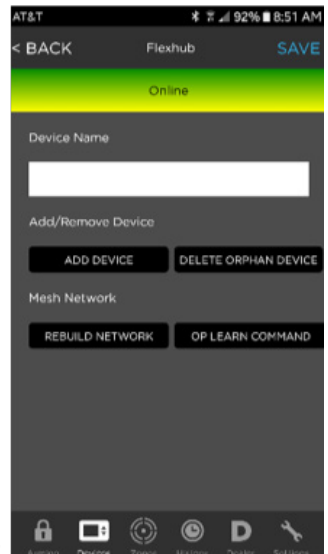 AT&T 92% 8:51 AM
< BACK Flexhub SAVE
Online
Device Name
Add/Remove Device
ADD DEVICE DELETE ORPHAN DEVICE
Mesh Network
REBUILD NETWORK OP LEARN COMMAND
D
Devices History